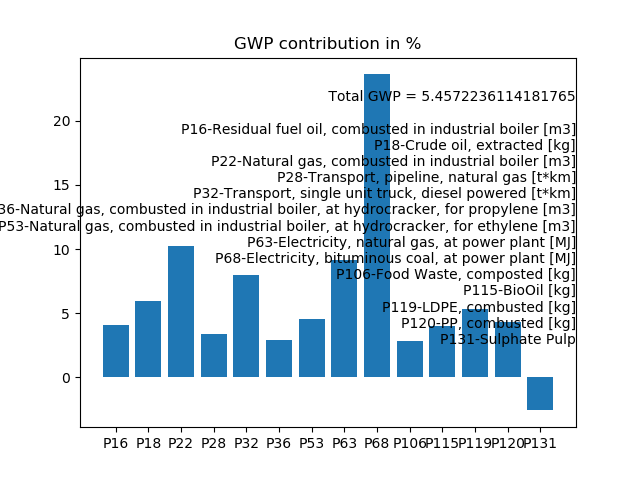 GWP contribution in %
Total GWP = 5.4572236114181765
P16-Residual fuel oil, combusted in industrial boiler [m3]
P18-Crude oil, extracted [kg]
P22-Natural gas, combusted in industrial boiler [m3]
P28-Transport, pipeline, natural gas [t*km]
P32-Transport, single unit truck, diesel powered [t*km]
36-Natural gas, combusted in industrial boiler, at hydrocracker, for propylene [m3]
P53-Natural gas, combusted in industrial boiler, at hydrocracker, for ethylene [m3]
P63-Electricity, natural gas, at power plant [MJ]
P68-Electricity, bituminous coal, at power plant [MJ]
P106-Food Waste, composted [kg]
P115-BioOil [kg]
P119-LDPE, combusted [kg]
P120-PP, combusted [kg]
P131-Sulphate Pulp
20
15
10
5
0
P16 P18 P22 P28 P32 P36 P53 P63 P68 P106 P115 P119 P120 P131